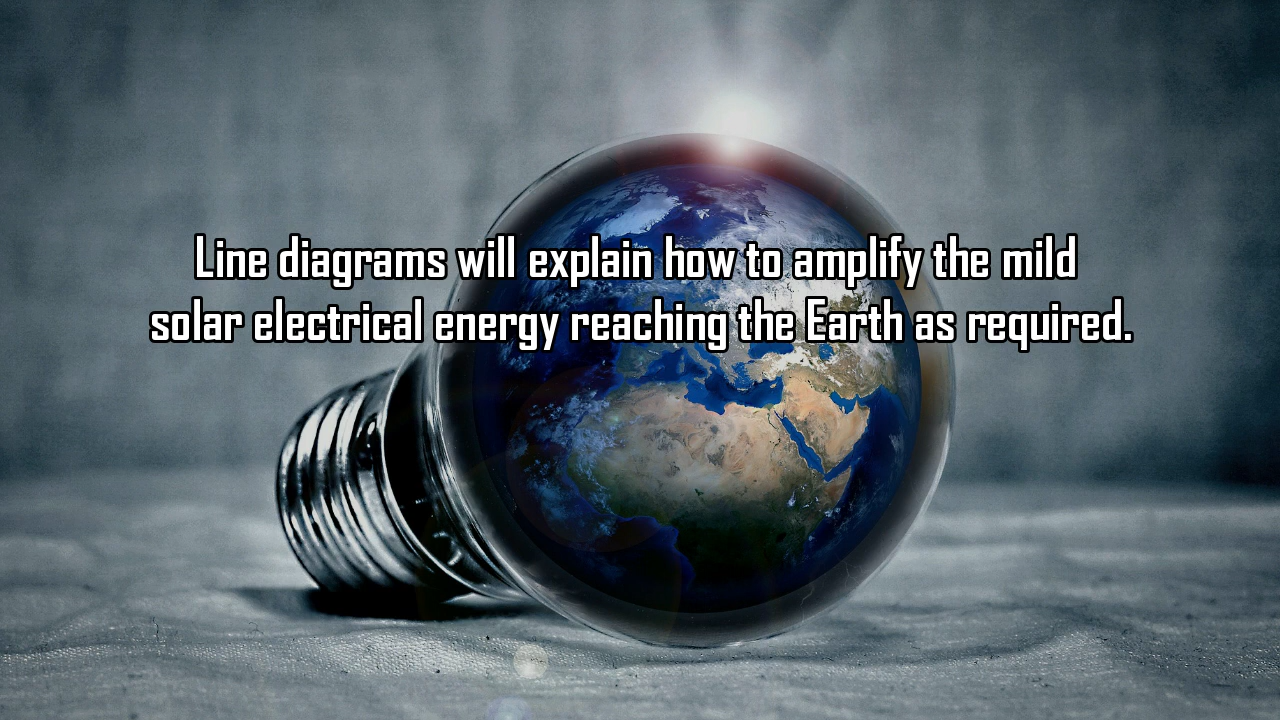 Line diagrams will explain how to amplify the mild
solar electrical energy reaching the Earth as required.